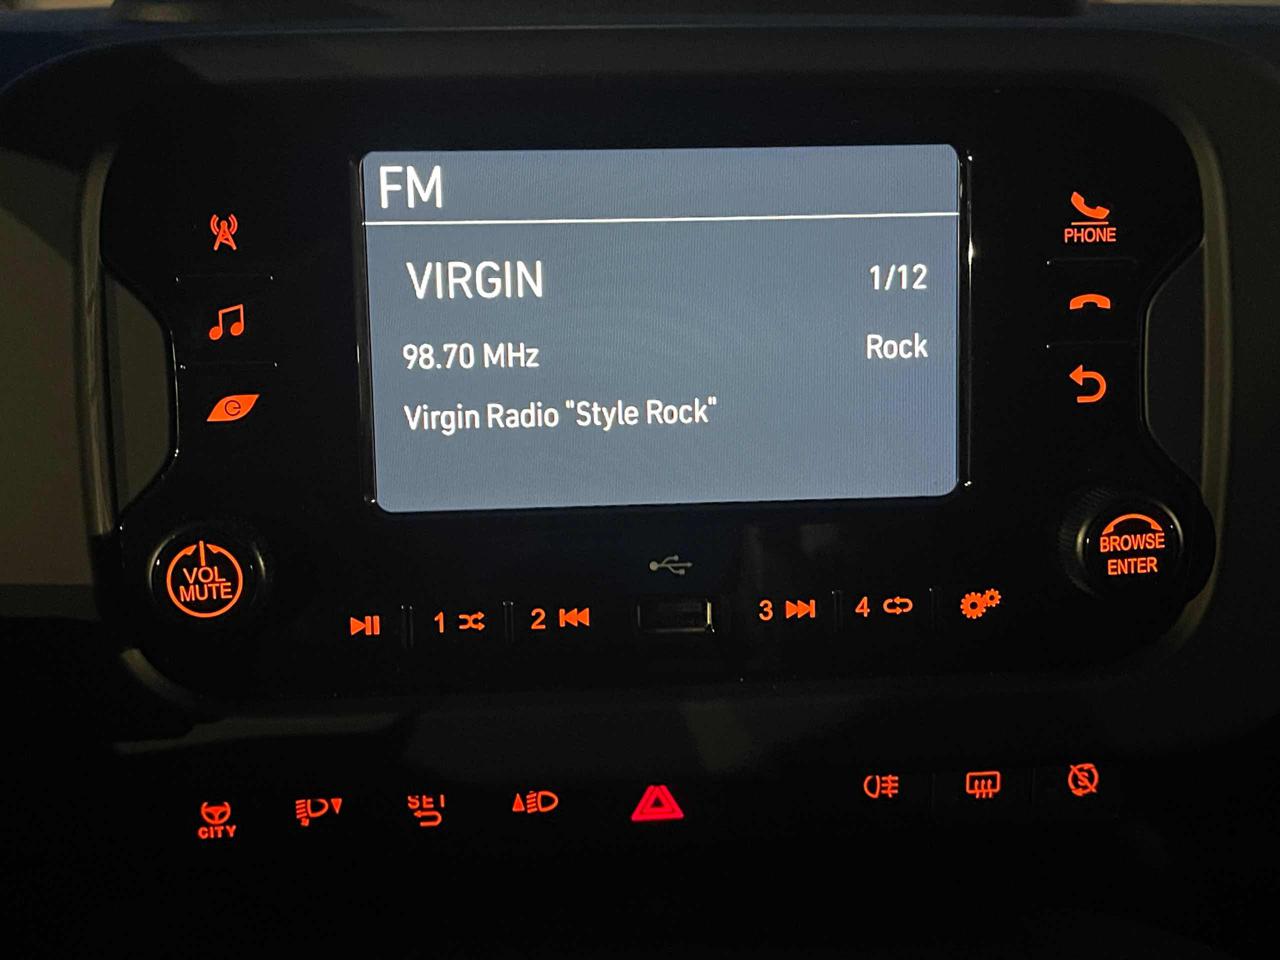 FM
VIRGIN 1/12
98.70 MHz Rock
Virgin Radio "Style Rock"
PHONE
VOL
MUTE
BROWSE
ENTER
1 2 3 4
CITY
SET